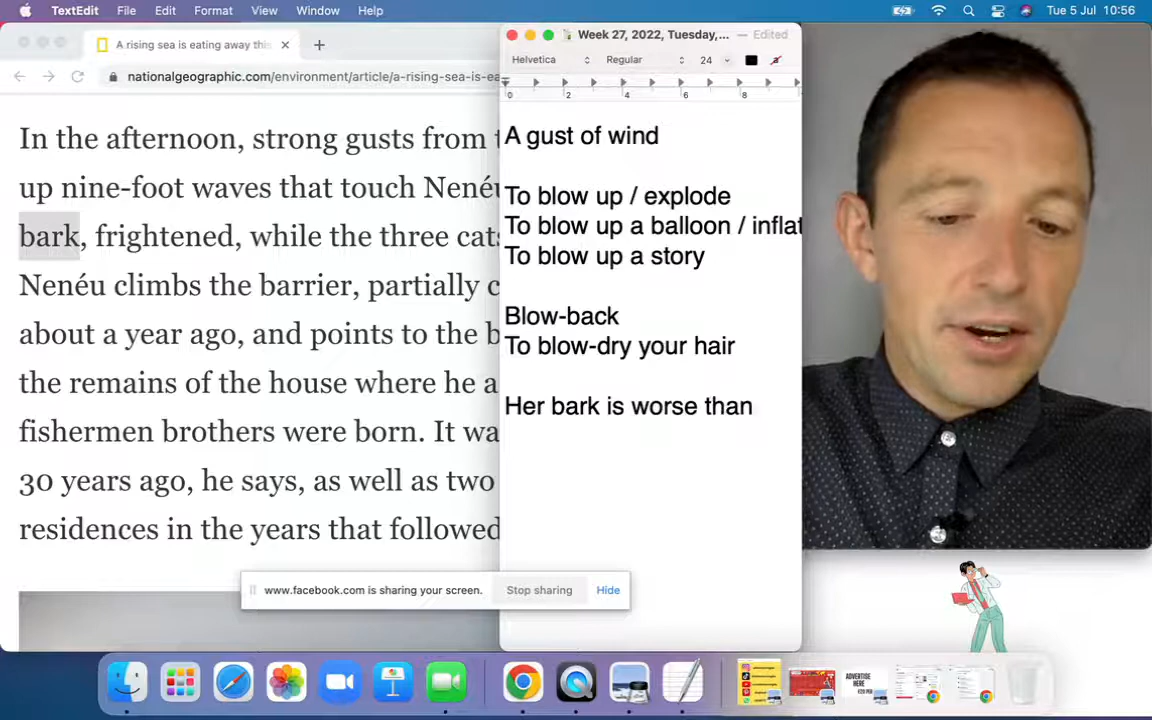 TextEdit File Edit Format View Window Help Tue 5 Jul 10:56
A rising sea is eating away this
nationalgeographic.com/environment/article/a-rising-sea-is-ea
In the afternoon, strong gusts from
up nine-foot waves that touch Nenéu
bark, frightened, while the three cats
Nenéu climbs the barrier, partially c
about a year ago, and points to the b
the remains of the house where he a
fishermen brothers were born. It wa
30 years ago, he says, as well as two
residences in the years that followed
Week 27, 2022, Tuesday,... — Edited
Helvetica Regular 24
0 2 4 6 8
A gust of wind
To blow up / explode
To blow up a balloon / inflat
To blow up a story
Blow-back
To blow-dry your hair
Her bark is worse than
www.facebook.com is sharing your screen. Stop sharing Hide
ADVERTISE
HERE